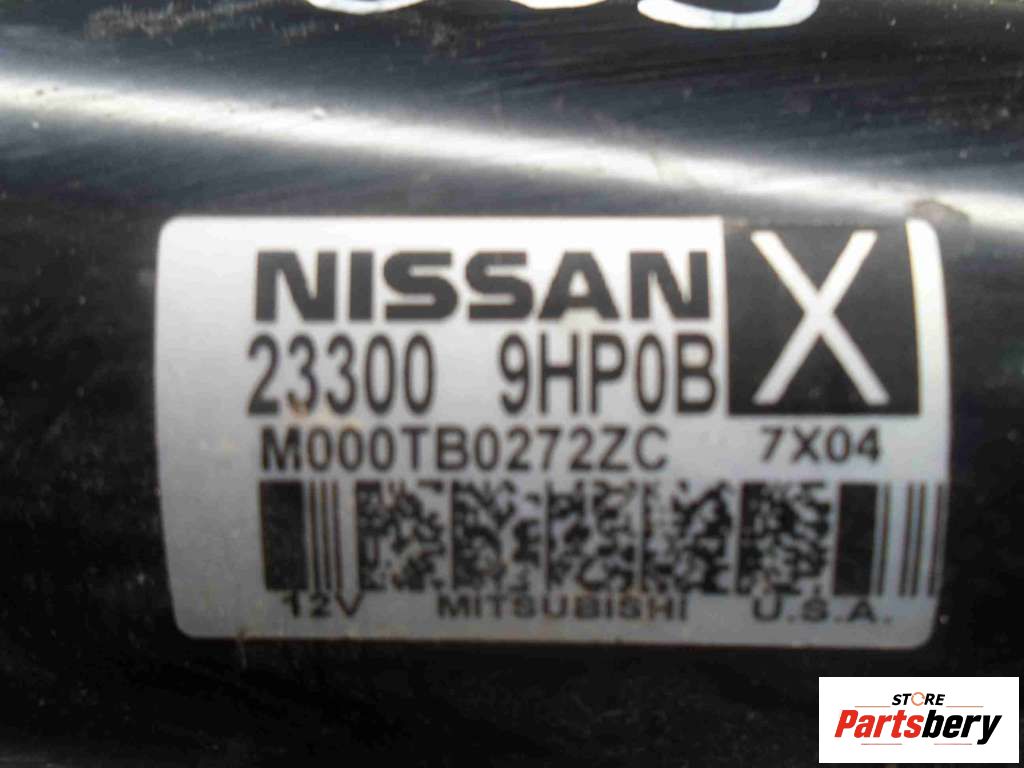 NISSAN X
23300 9HP0B
M000TB0272ZC 7X04
12V MITSUBISHI U.S.A.
STORE
Partsbery